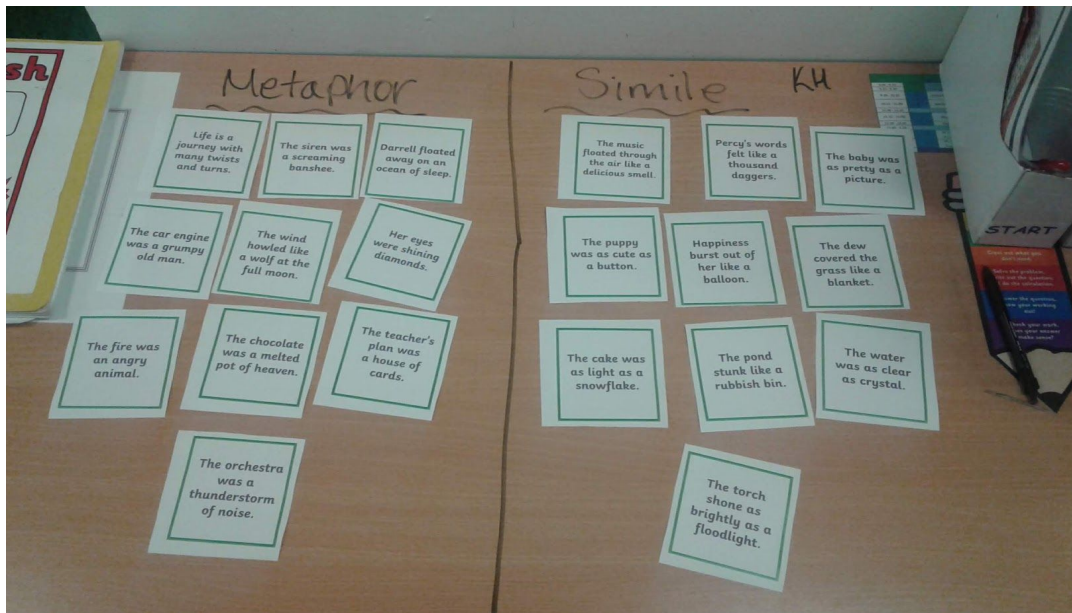 sh
Metaphor
Life is a
journey with
many twists
and turns.
The siren was
a screaming
banshee.
Darrell floated
away on an
ocean of sleep.
The car engine
was a grumpy
old man.
The wind
howled like
a wolf at the
full moon.
Her eyes
were shining
diamonds.
The fire was
an angry
animal.
The chocolate
was a melted
pot of heaven.
The teacher's
plan was
a house of
cards.
The orchestra
was a
thunderstorm
of noise.
Simile
KH
The music
floated through
the air like a
delicious smell.
Percy's words
felt like a
thousand
daggers.
The baby was
as pretty as a
picture.
The puppy
was as cute as
a button.
Happiness
burst out of
her like a
balloon.
The dew
covered the
grass like a
blanket.
The cake was
as light as a
snowflake.
The pond
stunk like a
rubbish bin.
The water
was as clear
as crystal.
The torch
shone as
brightly as a
floodlight.
START